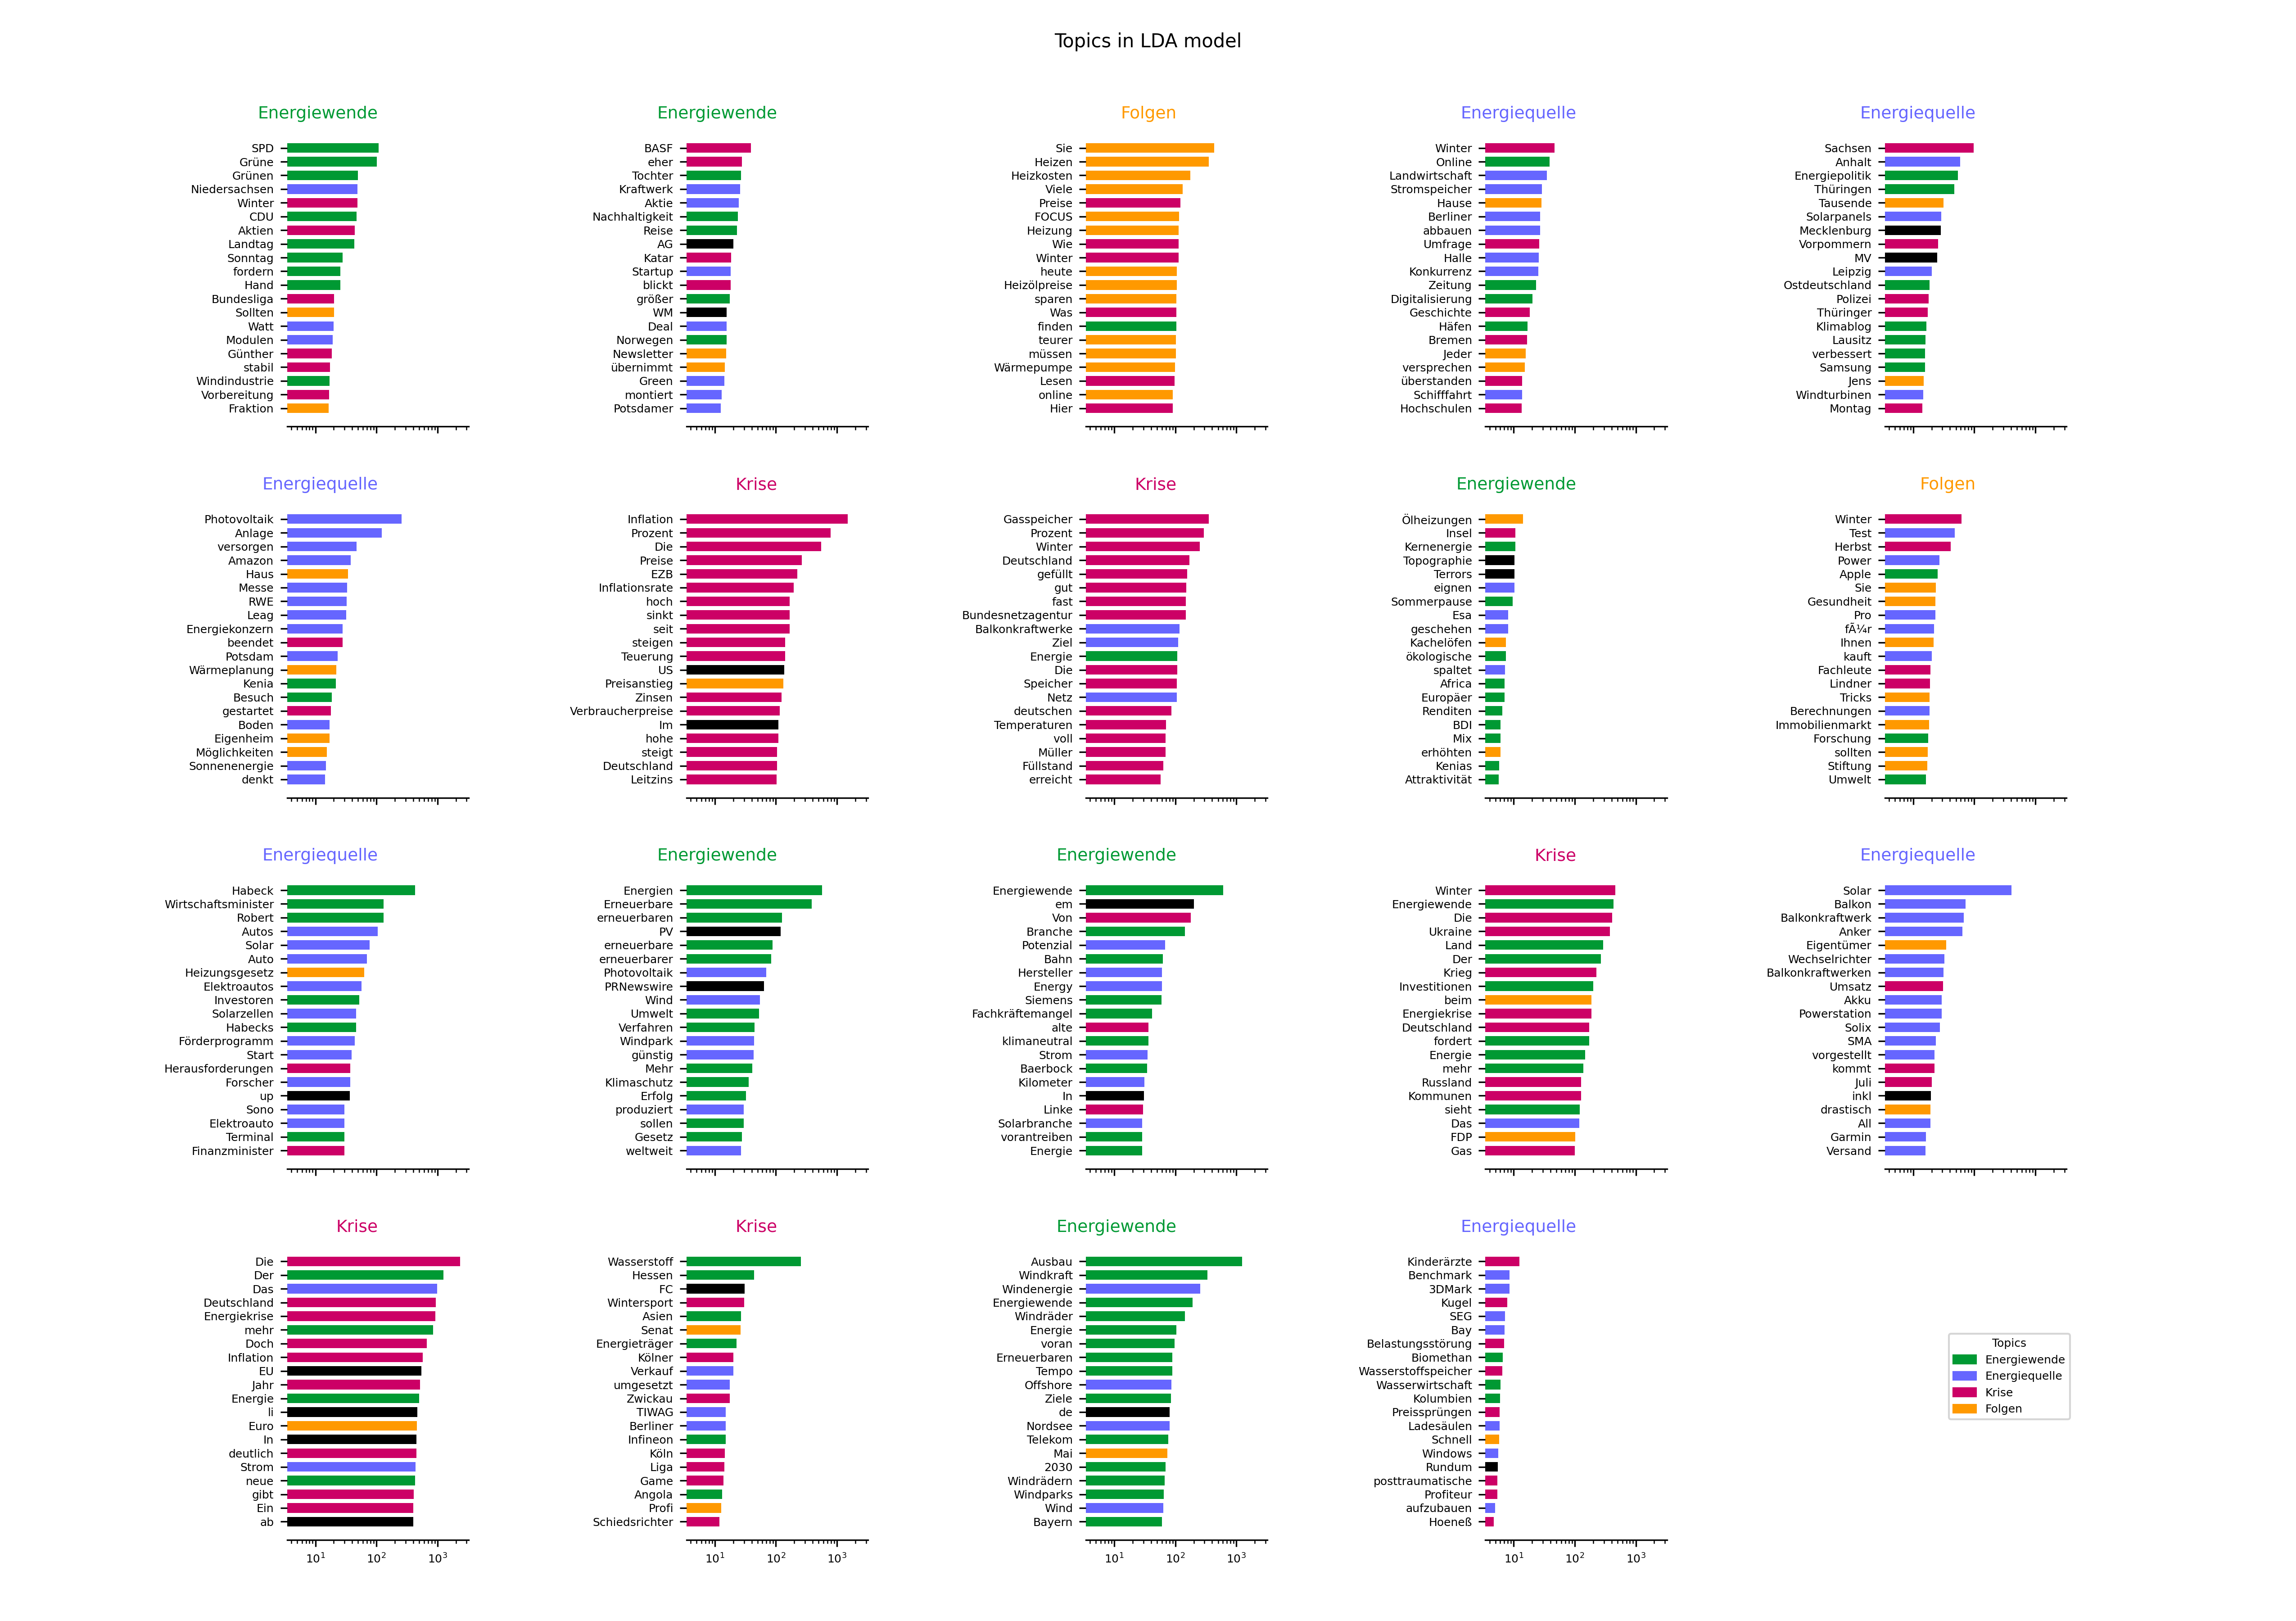 Topics in LDA model
Energiewende
SPD
Grüne
Grünen
Niedersachsen
Winter
CDU
Aktien
Landtag
Sonntag
fordern
Hand
Bundesliga
Sollten
Watt
Modulen
Günther
stabil
Windindustrie
Vorbereitung
Fraktion
Energiewende
BASF
eher
Tochter
Kraftwerk
Aktie
Nachhaltigkeit
Reise
AG
Katar
Startup
blickt
größer
WM
Deal
Norwegen
Newsletter
übernimmt
Green
montiert
Potsdamer
Folgen
Sie
Heizen
Heizkosten
Viele
Preise
FOCUS
Heizung
Wie
Winter
heute
Heizölpreise
sparen
Was
finden
teurer
müssen
Wärmepumpe
Lesen
online
Hier
Energiequelle
Winter
Online
Landwirtschaft
Stromspeicher
Hause
Berliner
abbauen
Umfrage
Halle
Konkurrenz
Zeitung
Digitalisierung
Geschichte
Häfen
Bremen
Jeder
versprechen
überstanden
Schifffahrt
Hochschulen
Energiequelle
Sachsen
Anhalt
Energiepolitik
Thüringen
Tausende
Solarpanels
Mecklenburg
Vorpommern
MV
Leipzig
Ostdeutschland
Polizei
Thüringer
Klimablog
Lausitz
verbessert
Samsung
Jens
Windturbinen
Montag
Energiequelle
Photovoltaik
Anlage
versorgen
Amazon
Haus
Messe
RWE
Leag
Energiekonzern
beendet
Potsdam
Wärmeplanung
Kenia
Besuch
gestartet
Boden
Eigenheim
Möglichkeiten
Sonnenenergie
denkt
Krise
Inflation
Prozent
Die
Preise
EZB
Inflationsrate
hoch
sinkt
seit
steigen
Teuerung
US
Preisanstieg
Zinsen
Verbraucherpreise
Im
hohe
steigt
Deutschland
Leitzins
Krise
Gasspeicher
Prozent
Winter
Deutschland
gefüllt
gut
fast
Bundesnetzagentur
Balkonkraftwerke
Ziel
Energie
Die
Speicher
Netz
deutschen
Temperaturen
voll
Müller
Füllstand
erreicht
Energiewende
Ölheizungen
Insel
Kernenergie
Topographie
Terrors
eignen
Sommerpause
Esa
geschehen
Kachelöfen
ökologische
spaltet
Africa
Europäer
Renditen
BDI
Mix
erhöhten
Kenias
Attraktivität
Folgen
Winter
Test
Herbst
Power
Apple
Sie
Gesundheit
Pro
fÃ¼r
Ihnen
kauft
Fachleute
Lindner
Tricks
Berechnungen
Immobilienmarkt
Forschung
sollten
Stiftung
Umwelt
Energiequelle
Habeck
Wirtschaftsminister
Robert
Autos
Solar
Auto
Heizungsgesetz
Elektroautos
Investoren
Solarzellen
Habecks
Förderprogramm
Start
Herausforderungen
Forscher
up
Sono
Elektroauto
Terminal
Finanzminister
Energiewende
Energien
Erneuerbare
erneuerbaren
PV
erneuerbare
erneuerbarer
Photovoltaik
PRNewswire
Wind
Umwelt
Verfahren
Windpark
günstig
Mehr
Klimaschutz
Erfolg
produziert
sollen
Gesetz
weltweit
Energiewende
Energiewende
em
Von
Branche
Potenzial
Bahn
Hersteller
Energy
Siemens
Fachkräftemangel
alte
klimaneutral
Strom
Baerbock
Kilometer
In
Linke
Solarbranche
vorantreiben
Energie
Krise
Winter
Energiewende
Die
Ukraine
Land
Der
Krieg
Investitionen
beim
Energiekrise
Deutschland
fordert
Energie
mehr
Russland
Kommunen
sieht
Das
FDP
Gas
Energiequelle
Solar
Balkon
Balkonkraftwerk
Anker
Eigentümer
Wechselrichter
Balkonkraftwerken
Umsatz
Akku
Powerstation
Solix
SMA
vorgestellt
kommt
Juli
inkl
drastisch
All
Garmin
Versand
Krise
Die
Der
Das
Deutschland
Energiekrise
mehr
Doch
Inflation
EU
Jahr
Energie
li
Euro
In
deutlich
Strom
neue
gibt
Ein
ab
10¹ 10² 10³
Krise
Wasserstoff
Hessen
FC
Wintersport
Asien
Senat
Energieträger
Kölner
Verkauf
umgesetzt
Zwickau
TIWAG
Berliner
Infineon
Köln
Liga
Game
Angola
Profi
Schiedsrichter
10¹ 10² 10³
Energiewende
Ausbau
Windkraft
Windenergie
Energiewende
Windräder
Energie
voran
Erneuerbaren
Tempo
Offshore
Ziele
de
Nordsee
Telekom
Mai
2030
Windrädern
Windparks
Wind
Bayern
10¹ 10² 10³
Energiequelle
Kinderärzte
Benchmark
3DMark
Kugel
SEG
Bay
Belastungsstörung
Biomethan
Wasserstoffspeicher
Wasserwirtschaft
Kolumbien
Preissprüngen
Ladesäulen
Schnell
Windows
Rundum
posttraumatische
Profiteur
aufzubauen
Hoeneß
10¹ 10² 10³
Topics
Energiewende
Energiequelle
Krise
Folgen